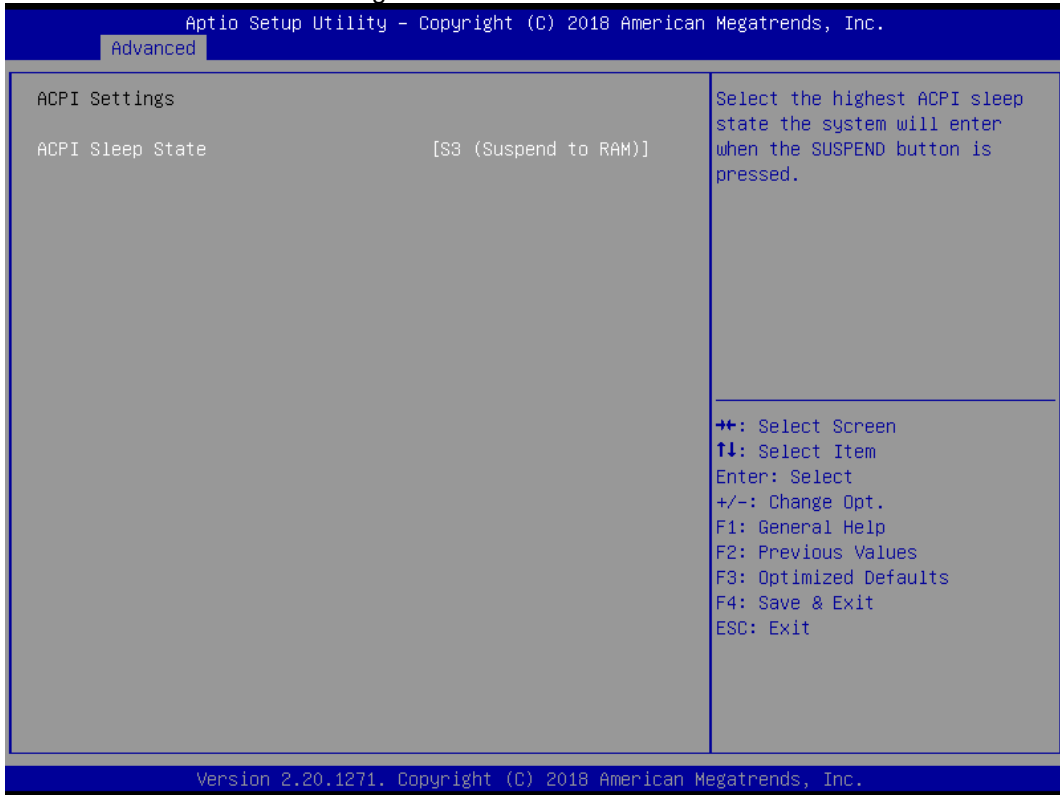 Aptio Setup Utility – Copyright (C) 2018 American Megatrends, Inc.
Advanced
ACPI Settings
ACPI Sleep State [S3 (Suspend to RAM)]
Select the highest ACPI sleep
state the system will enter
when the SUSPEND button is
pressed.
→←: Select Screen
↑↓: Select Item
Enter: Select
+/-: Change Opt.
F1: General Help
F2: Previous Values
F3: Optimized Defaults
F4: Save & Exit
ESC: Exit
Version 2.20.1271. Copyright (C) 2018 American Megatrends, Inc.